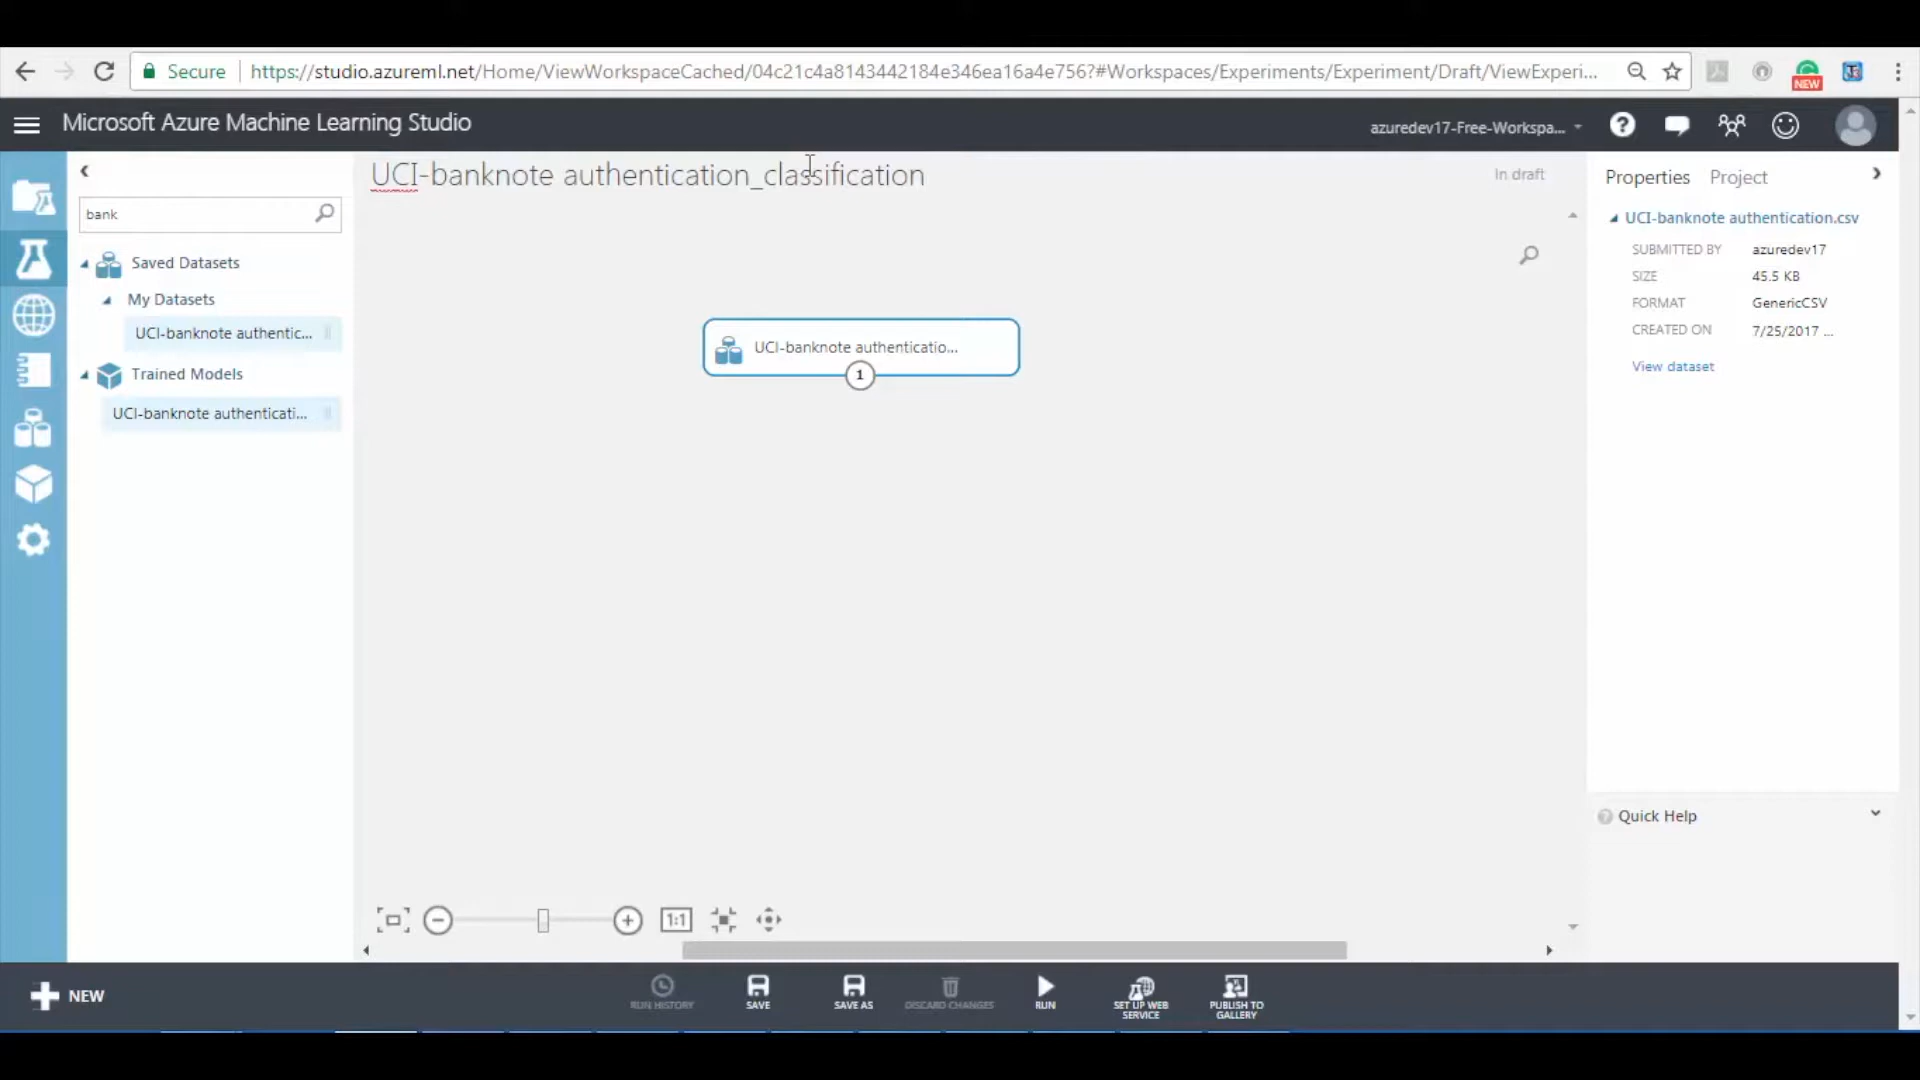 Secure
https://studio.azureml.net/Home/ViewWorkspaceCached/04c21c4a8143442184e346ea16a4e756?#Workspaces/Experiments/Experiment/Draft/ViewExperi...
NEW
Microsoft Azure Machine Learning Studio
azuredev17-Free-Workspa...
UCI-banknote authentication_classification
In draft
bank
Saved Datasets
My Datasets
UCI-banknote authentic...
Trained Models
UCI-banknote authenticati...
UCI-banknote authenticatio...
1
Properties
Project
UCI-banknote authentication.csv
SUBMITTED BY azuredev17
SIZE 45.5 KB
FORMAT GenericCSV
CREATED ON 7/25/2017 ...
View dataset
Quick Help
1:1
NEW
RUN HISTORY
SAVE
SAVE AS
DISCARD CHANGES
RUN
SET UP WEB
SERVICE
PUBLISH TO
GALLERY